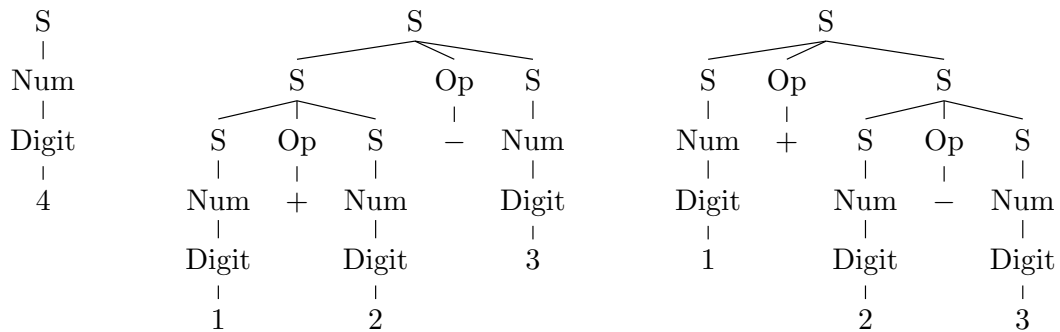 S S S
Num S Op S S Op S
Digit S Op S − Num Num + S Op S
4 Num + Num Digit Digit Num − Num
Digit Digit 3 1 Digit Digit
1 2 2 3